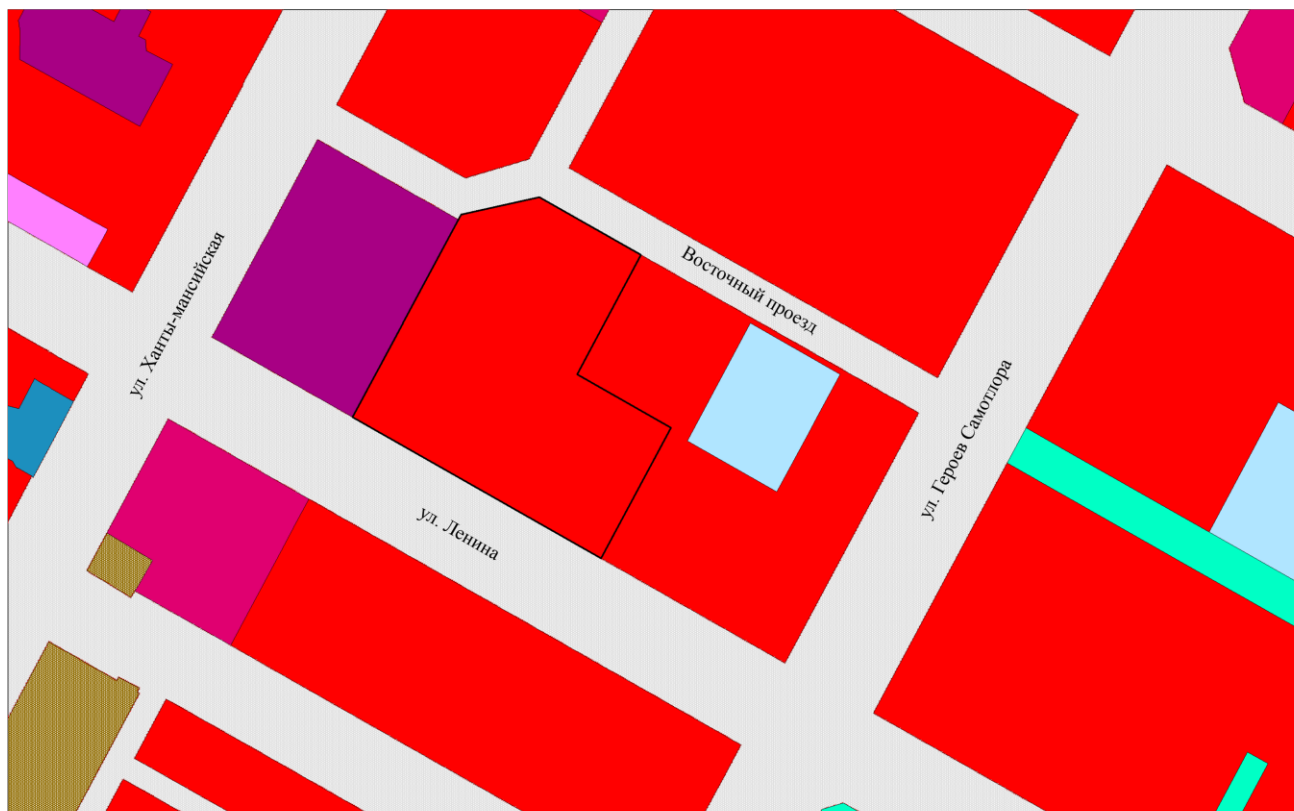 Восточный проезд
ул. Ханты-мансийская
ул. Героев Самотлора
ул. Ленина